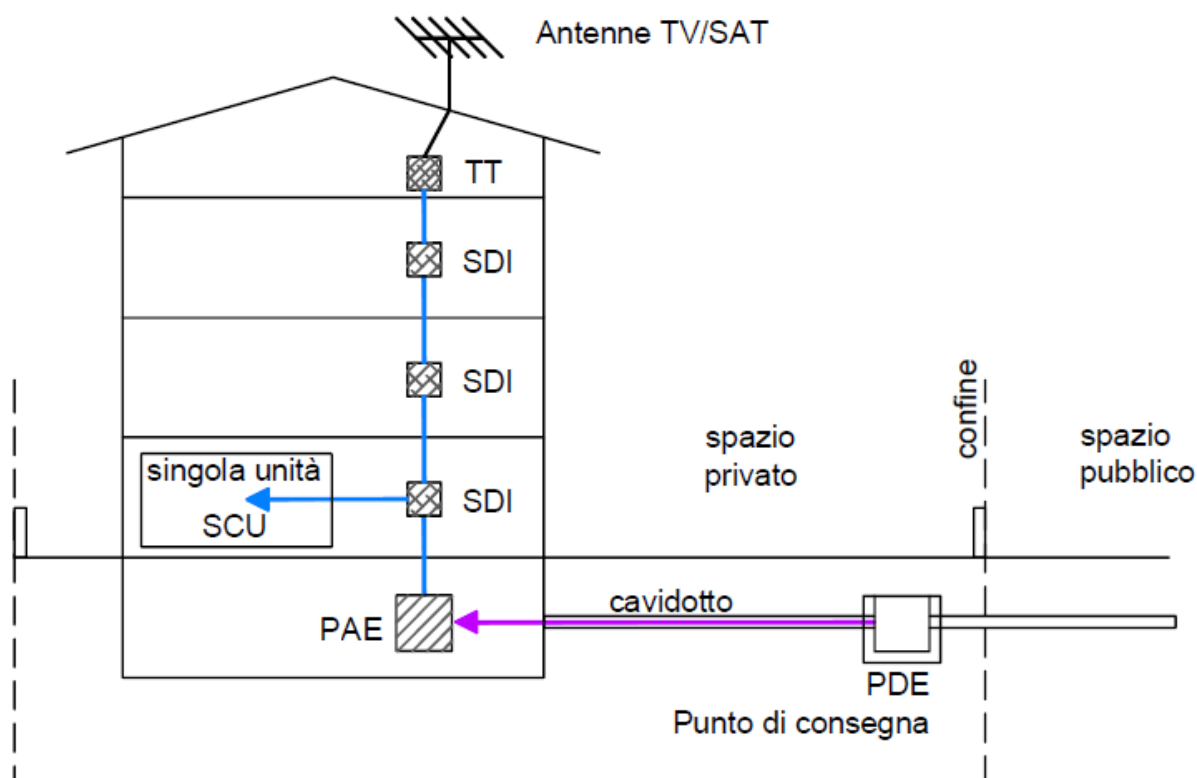 Antenne TV/SAT
TT
SDI
SDI
singola unità
SCU
SDI
spazio
privato
confine
spazio
pubblico
PAE
cavidotto
PDE
Punto di consegna